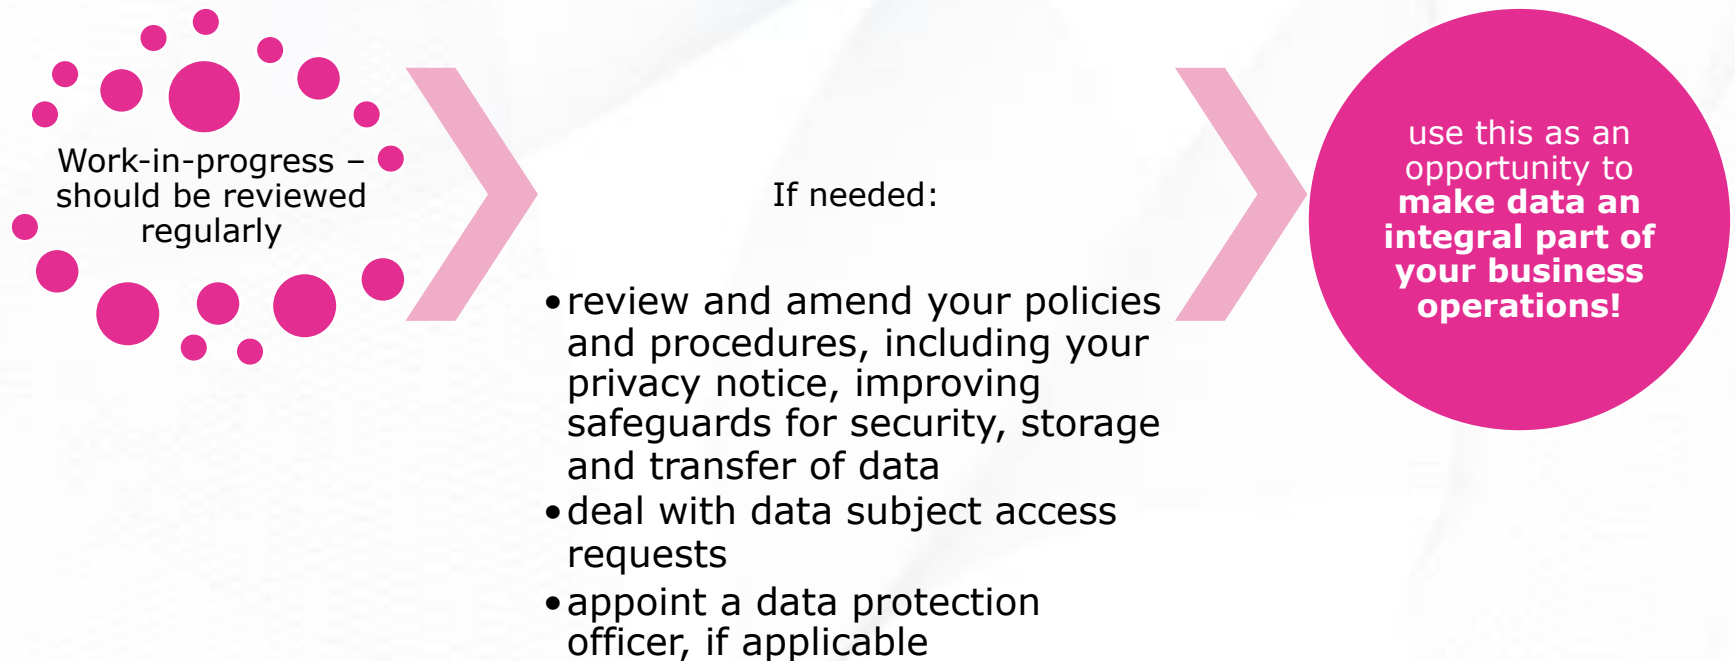 Work-in-progress –
should be reviewed
regularly
If needed:
•review and amend your policies
and procedures, including your
privacy notice, improving
safeguards for security, storage
and transfer of data
•deal with data subject access
requests
•appoint a data protection
officer, if applicable
use this as an
opportunity to
make data an
integral part of
your business
operations!